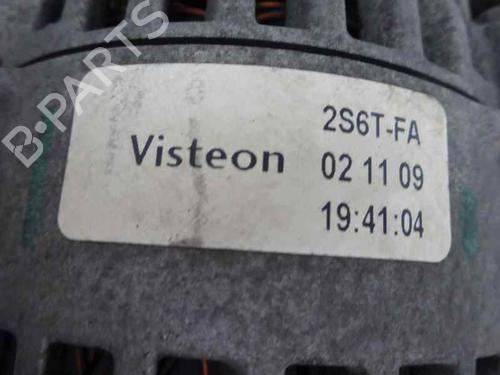 B-PARTS
2S6T-FA
Visteon
02 11 09
19:41:04